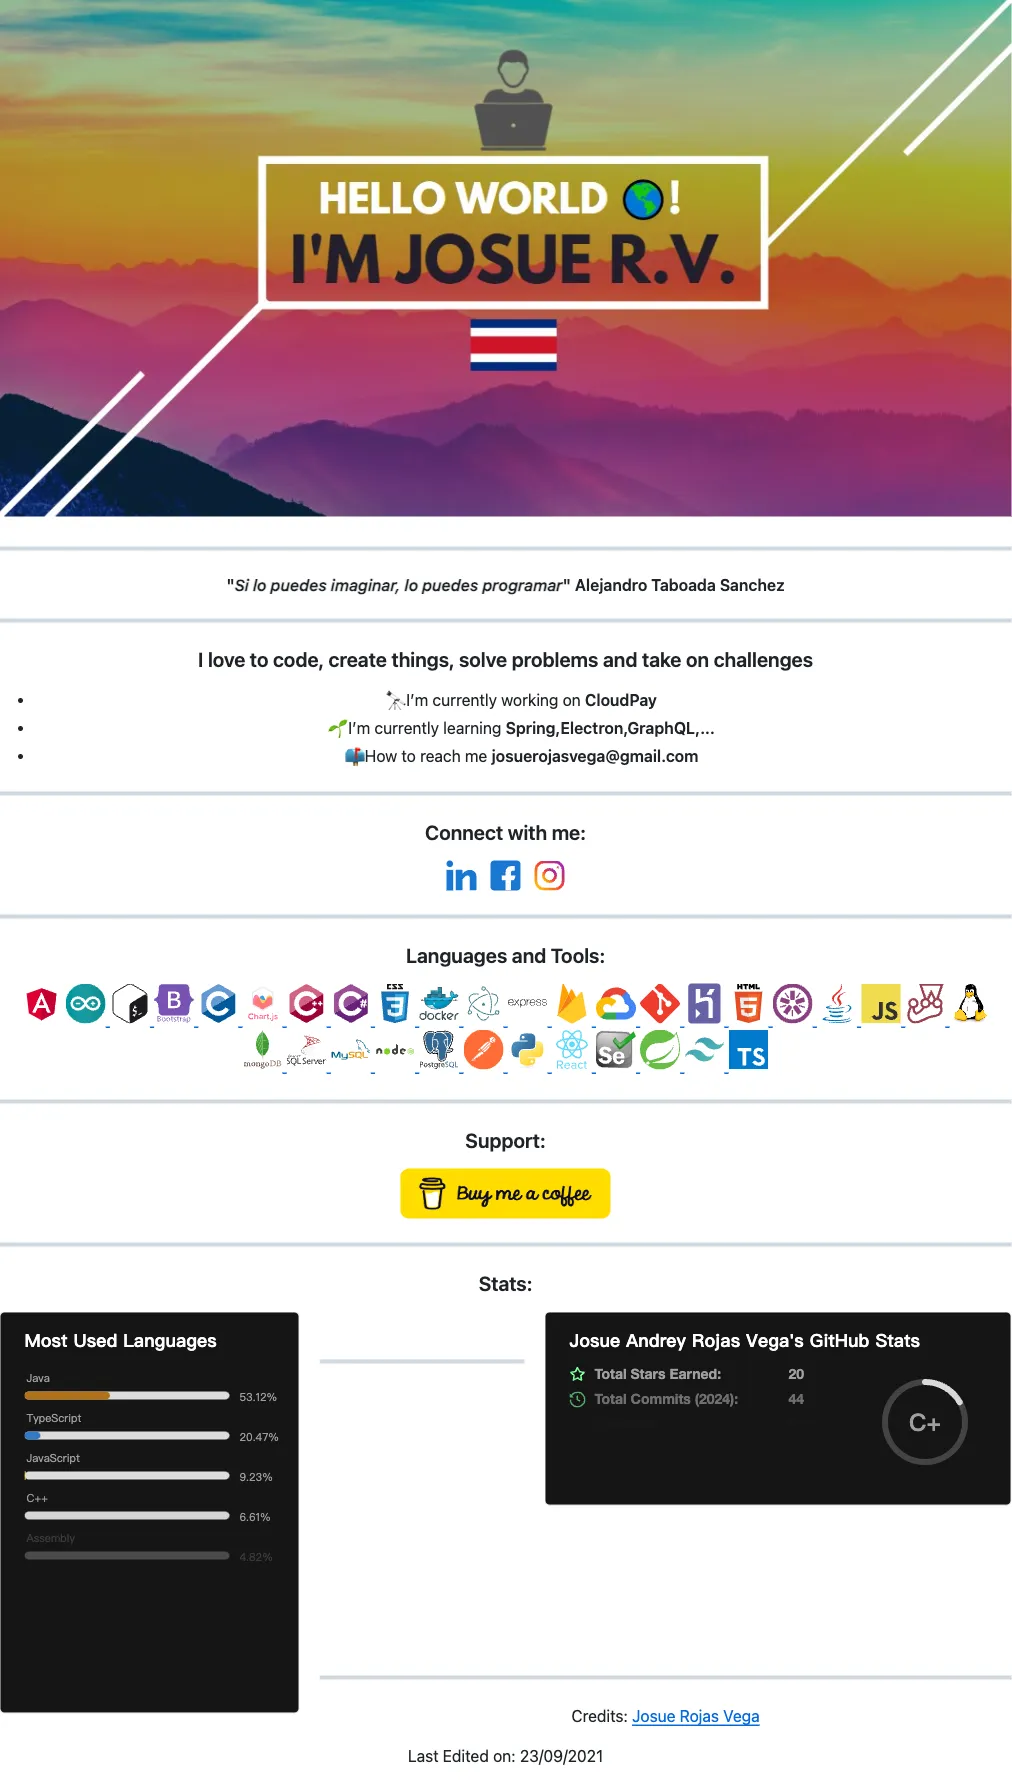 HELLO WORLD 🌎!
I'M JOSUE R.V.
"Si lo puedes imaginar, lo puedes programar" Alejandro Taboada Sanchez
I love to code, create things, solve problems and take on challenges
• 🔭I'm currently working on CloudPay
• 🌱I'm currently learning Spring,Electron,GraphQL,...
• 📫How to reach me josuerojasvega@gmail.com
Connect with me:
in
Languages and Tools:
A B Bootstrap C Chart.js C++ C# CSS 3 docker express HTML 5 Java JS
mongoDB SQL Server MySQL node PostgreSQL React Se TS
Support:
Buy me a coffee
Stats:
Most Used Languages
Java
53.12%
TypeScript
20.47%
JavaScript
9.23%
C++
6.61%
Assembly
4.82%
Josue Andrey Rojas Vega's GitHub Stats
Total Stars Earned: 20
Total Commits (2024): 44
C+
Credits: Josue Rojas Vega
Last Edited on: 23/09/2021